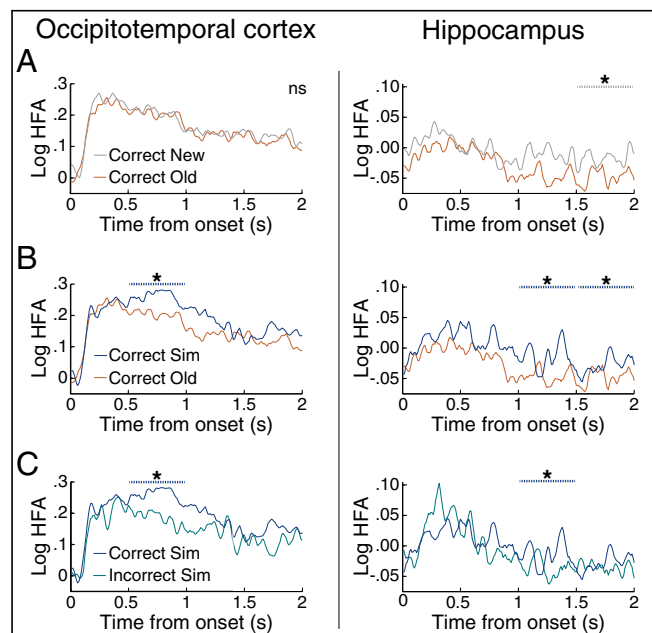 Occipitotemporal cortex
Hippocampus
A
.3
.2
.1
0
Log HFA
ns
Correct New
Correct Old
0 0.5 1 1.5 2
Time from onset (s)
*
.10
.00
-.05
Log HFA
0 0.5 1 1.5 2
Time from onset (s)
B
*
.3
.2
.1
0
Log HFA
Correct Sim
Correct Old
0 0.5 1 1.5 2
Time from onset (s)
* *
.10
.00
-.05
Log HFA
0 0.5 1 1.5 2
Time from onset (s)
C
*
.3
.2
.1
0
Log HFA
Correct Sim
Incorrect Sim
0 0.5 1 1.5 2
Time from onset (s)
*
.10
.00
-.05
Log HFA
0 0.5 1 1.5 2
Time from onset (s)